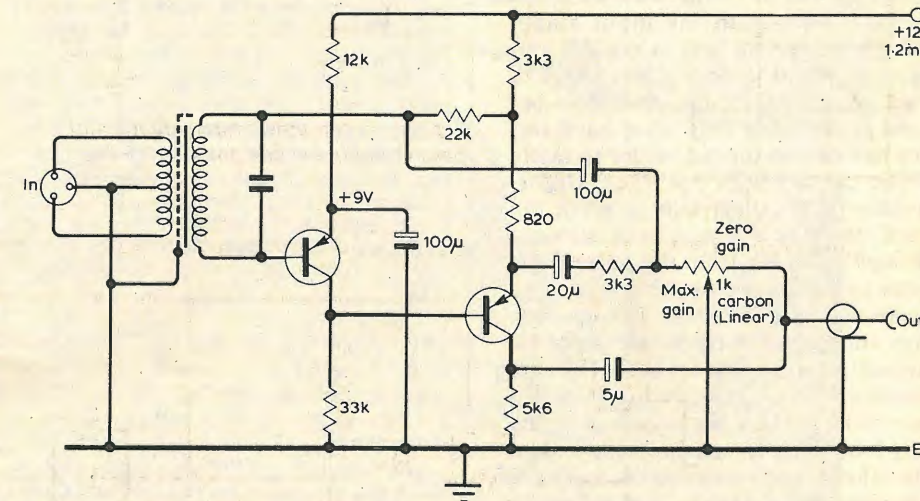 +12
1·2m
12k
3k3
22k
In
+9V
100μ
100μ
820
Zero
gain
20μ
3k3
1k
Max.
gain
carbon
(Linear)
Out
33k
5k6
5μ
E